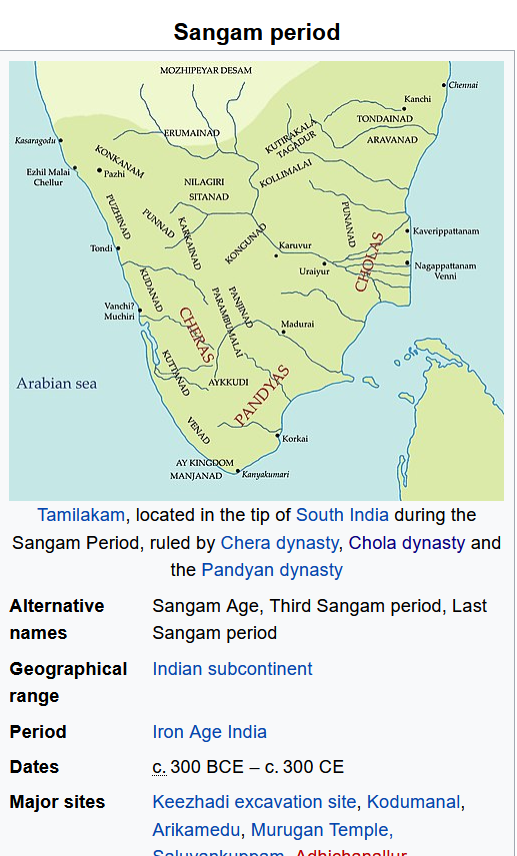 Sangam period
MOZHIPEYAR DESAM
Chennai
Kanchi
TONDAINAD
ERUMAINAD
KUTIRAKALA
TAGADUR
ARAVANAD
Kasaragodu
KONKANAM
Ezhil Malai
Chellur
Pazhi
KOLLIMALAI
NILAGIRI
SITANAD
PUZHINAD
PUNNAD
KARKAINAD
KONGUNAD
PUNANAD
Kaverippattanam
Tondi
Karuvur
Uraiyur
CHOLAS
Nagappattanam
Venni
KUDANAD
PANJINAD
PARAMBUMALAI
Vanchi?
Muchiri
CHERAS
Madurai
Arabian sea
KUTTANAD
AYKKUDI
PANDYAS
VENAD
Korkai
AY KINGDOM
MANJANAD
Kanyakumari
Tamilakam, located in the tip of South India during the
Sangam Period, ruled by Chera dynasty, Chola dynasty and
the Pandyan dynasty
Alternative names
Sangam Age, Third Sangam period, Last
Sangam period
Geographical range
Indian subcontinent
Period Iron Age India
Dates c. 300 BCE – c. 300 CE
Major sites Keezhadi excavation site, Kodumanal,
Arikamedu, Murugan Temple,
Saluvankuppam, Adhichanallur